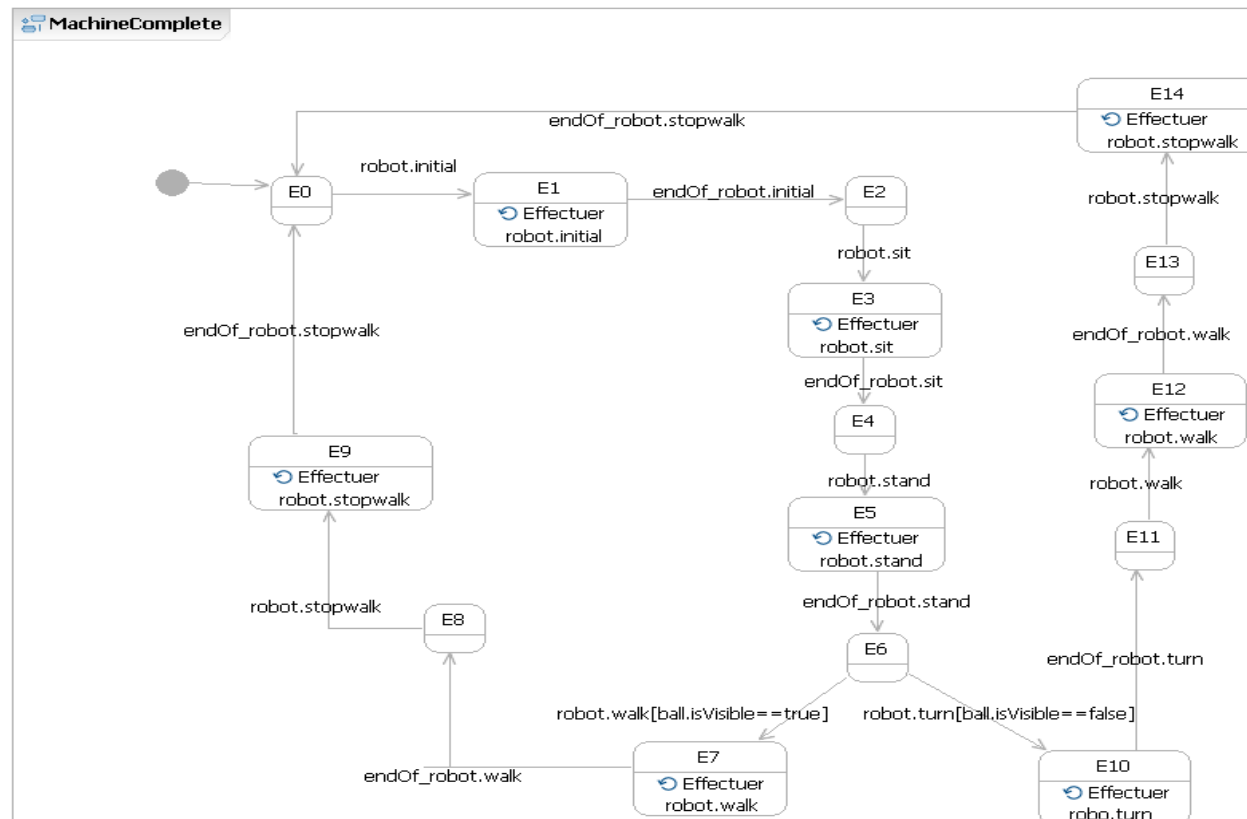 MachineComplete
E14
Effectuer
robot.stopwalk
endOf_robot.stopwalk
robot.initial
E0
E1
Effectuer
robot.initial
endOf_robot.initial
E2
robot.stopwalk
robot.sit
E13
E3
Effectuer
robot.sit
endOf_robot.stopwalk
endOf_robot.walk
endOf_robot.sit
E12
Effectuer
robot.walk
E4
E9
Effectuer
robot.stopwalk
robot.stand
robot.walk
E5
Effectuer
robot.stand
E11
endOf_robot.stand
robot.stopwalk
E8
E6
endOf_robot.turn
robot.walk[ball.isVisible==true]
robot.turn[ball.isVisible==false]
E7
Effectuer
robot.walk
endOf_robot.walk
E10
Effectuer
robo.turn